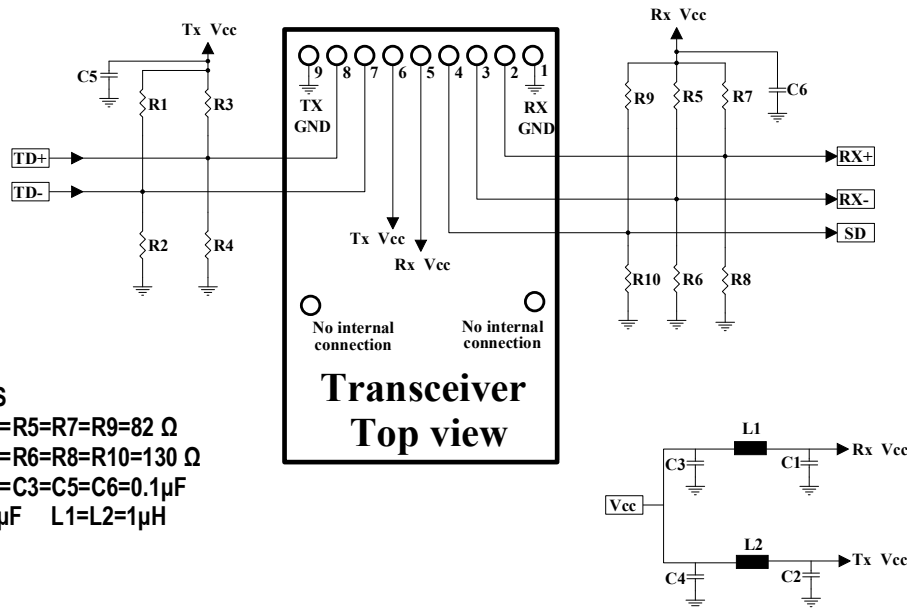 Tx Vcc
C5
R1
R3
TD+
TD-
R2
R4
9 8 7 6 5 4 3 2 1
TX
GND
RX
GND
Tx Vcc
Rx Vcc
No internal
connection
No internal
connection
Transceiver
Top view
Rx Vcc
R9
R5
R7
C6
RX+
RX-
SD
R10
R6
R8
S
=R5=R7=R9=82 Ω
=R6=R8=R10=130 Ω
=C3=C5=C6=0.1µF
µF L1=L2=1µH
L1
C3
C1
Rx Vcc
Vcc
L2
C4
C2
Tx Vcc